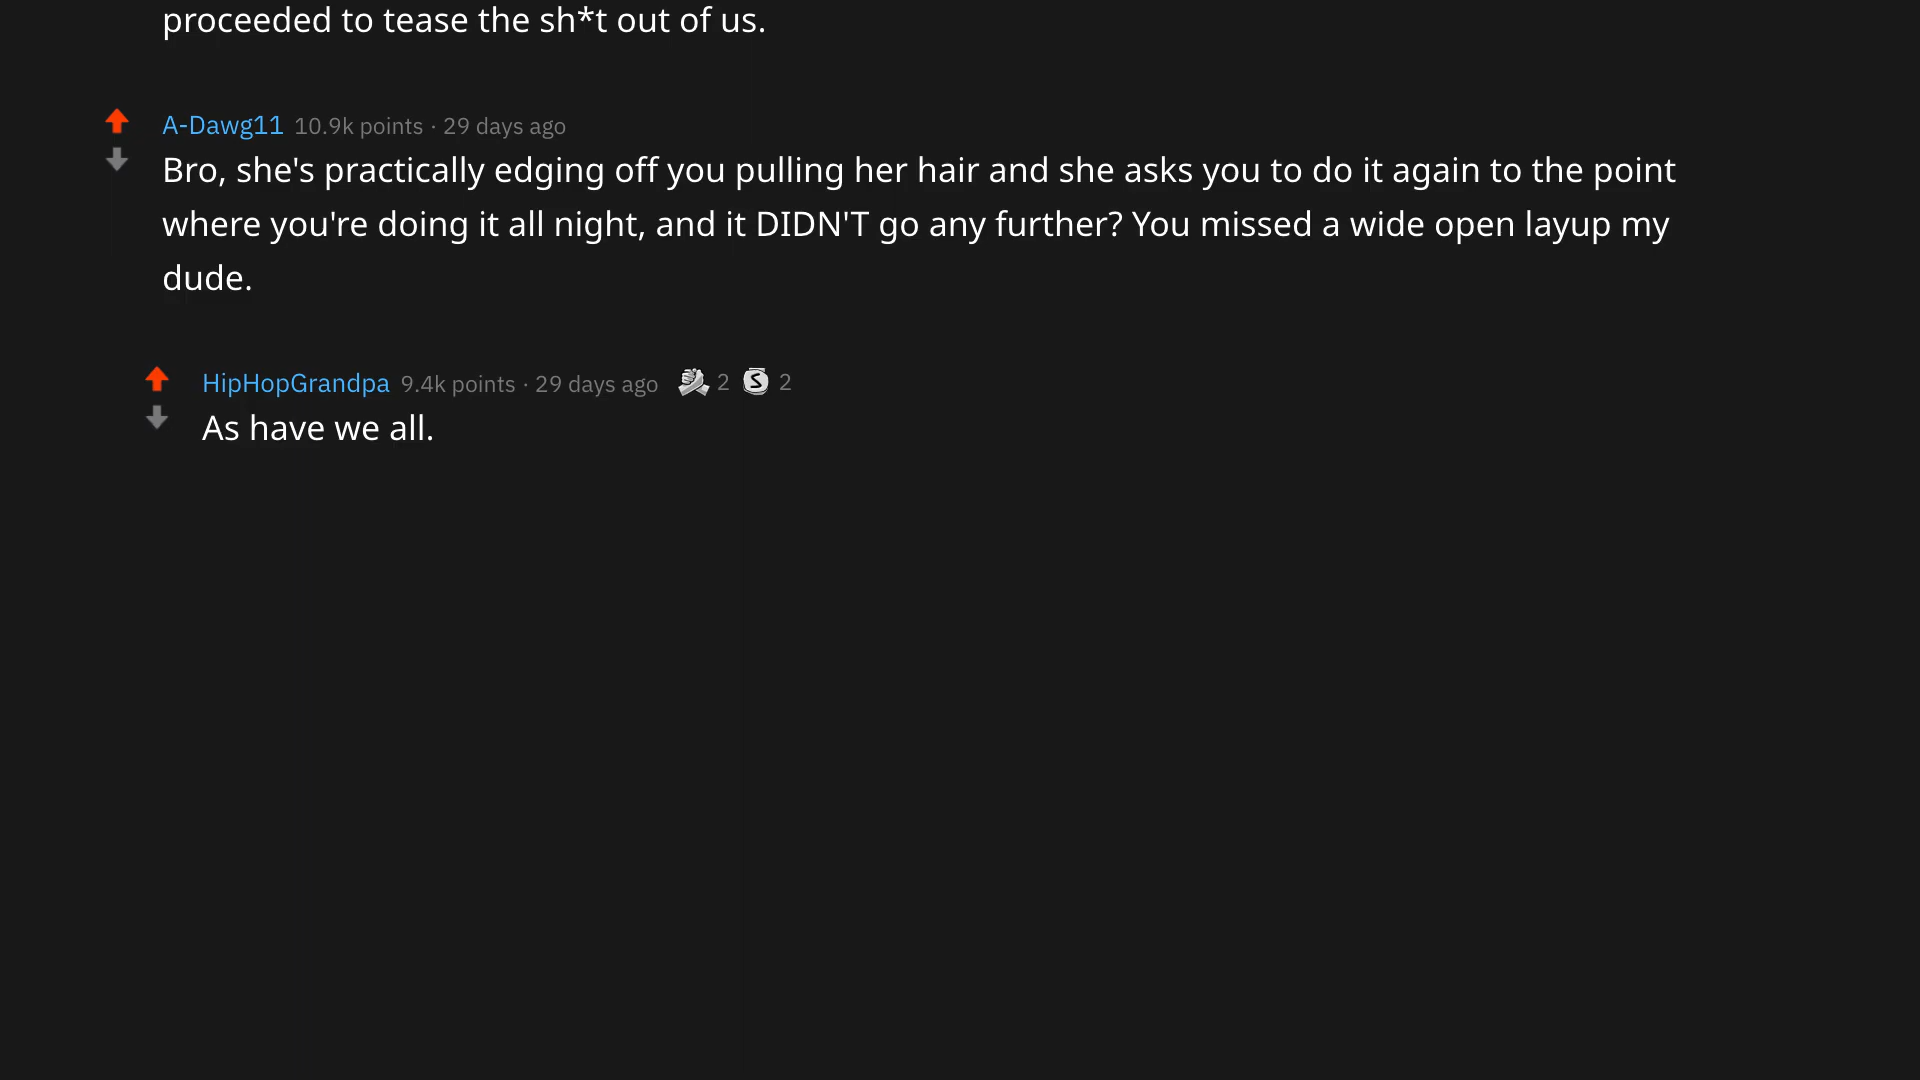 proceeded to tease the sh*t out of us.
A-Dawg11 10.9k points · 29 days ago
Bro, she's practically edging off you pulling her hair and she asks you to do it again to the point
where you're doing it all night, and it DIDN'T go any further? You missed a wide open layup my
dude.
HipHopGrandpa 9.4k points · 29 days ago 2 S 2
As have we all.